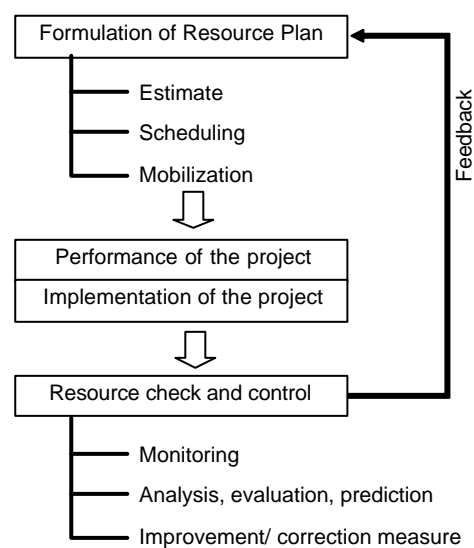 Formulation of Resource Plan
Estimate
Scheduling
Mobilization
Feedback
Performance of the project
Implementation of the project
Resource check and control
Monitoring
Analysis, evaluation, prediction
Improvement/ correction measure